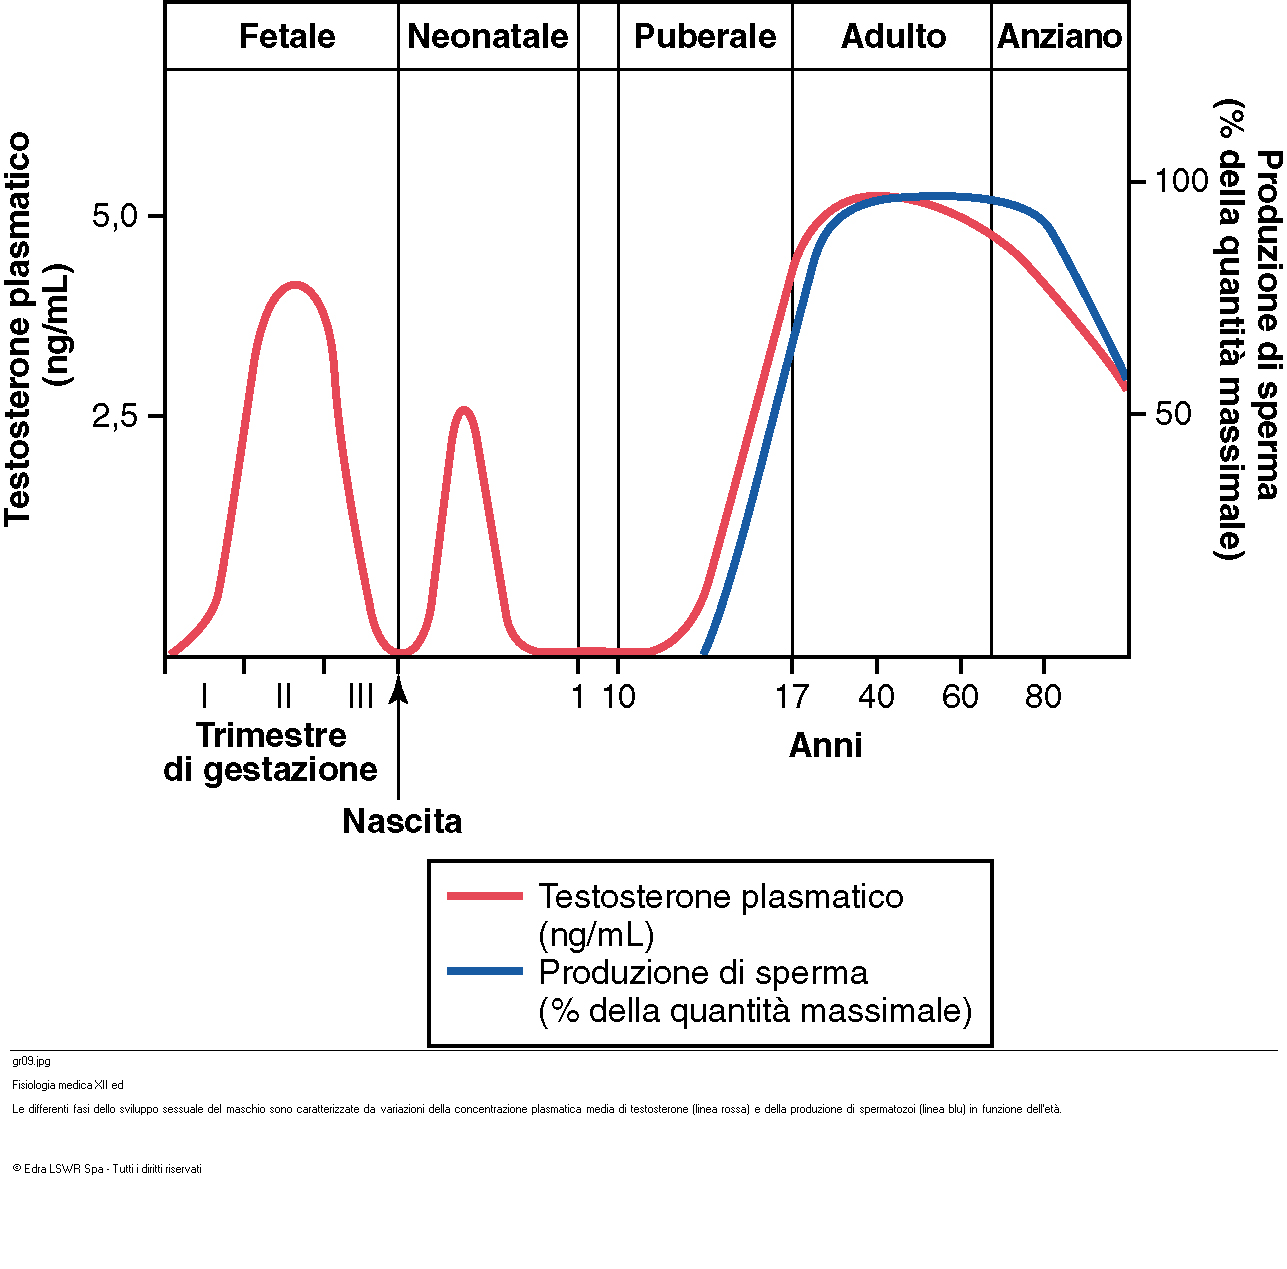 Fetale
Neonatale
Puberale
Adulto
Anziano
Testosterone plasmatico
(ng/mL)
5,0
2,5
100
50
Produzione di sperma
(% della quantità massimale)
I
II
III
1
10
17
40
60
80
Trimestre
di gestazione
Anni
Nascita
Testosterone plasmatico
(ng/mL)
Produzione di sperma
(% della quantità massimale)
gr09.jpg
Fisiologia medica XII ed
Le differenti fasi dello sviluppo sessuale del maschio sono caratterizzate da variazioni della concentrazione plasmatica media di testosterone (linea rossa) e della produzione di spermatozoi (linea blu) in funzione dell'età.
© Edra LSWR Spa - Tutti i diritti riservati